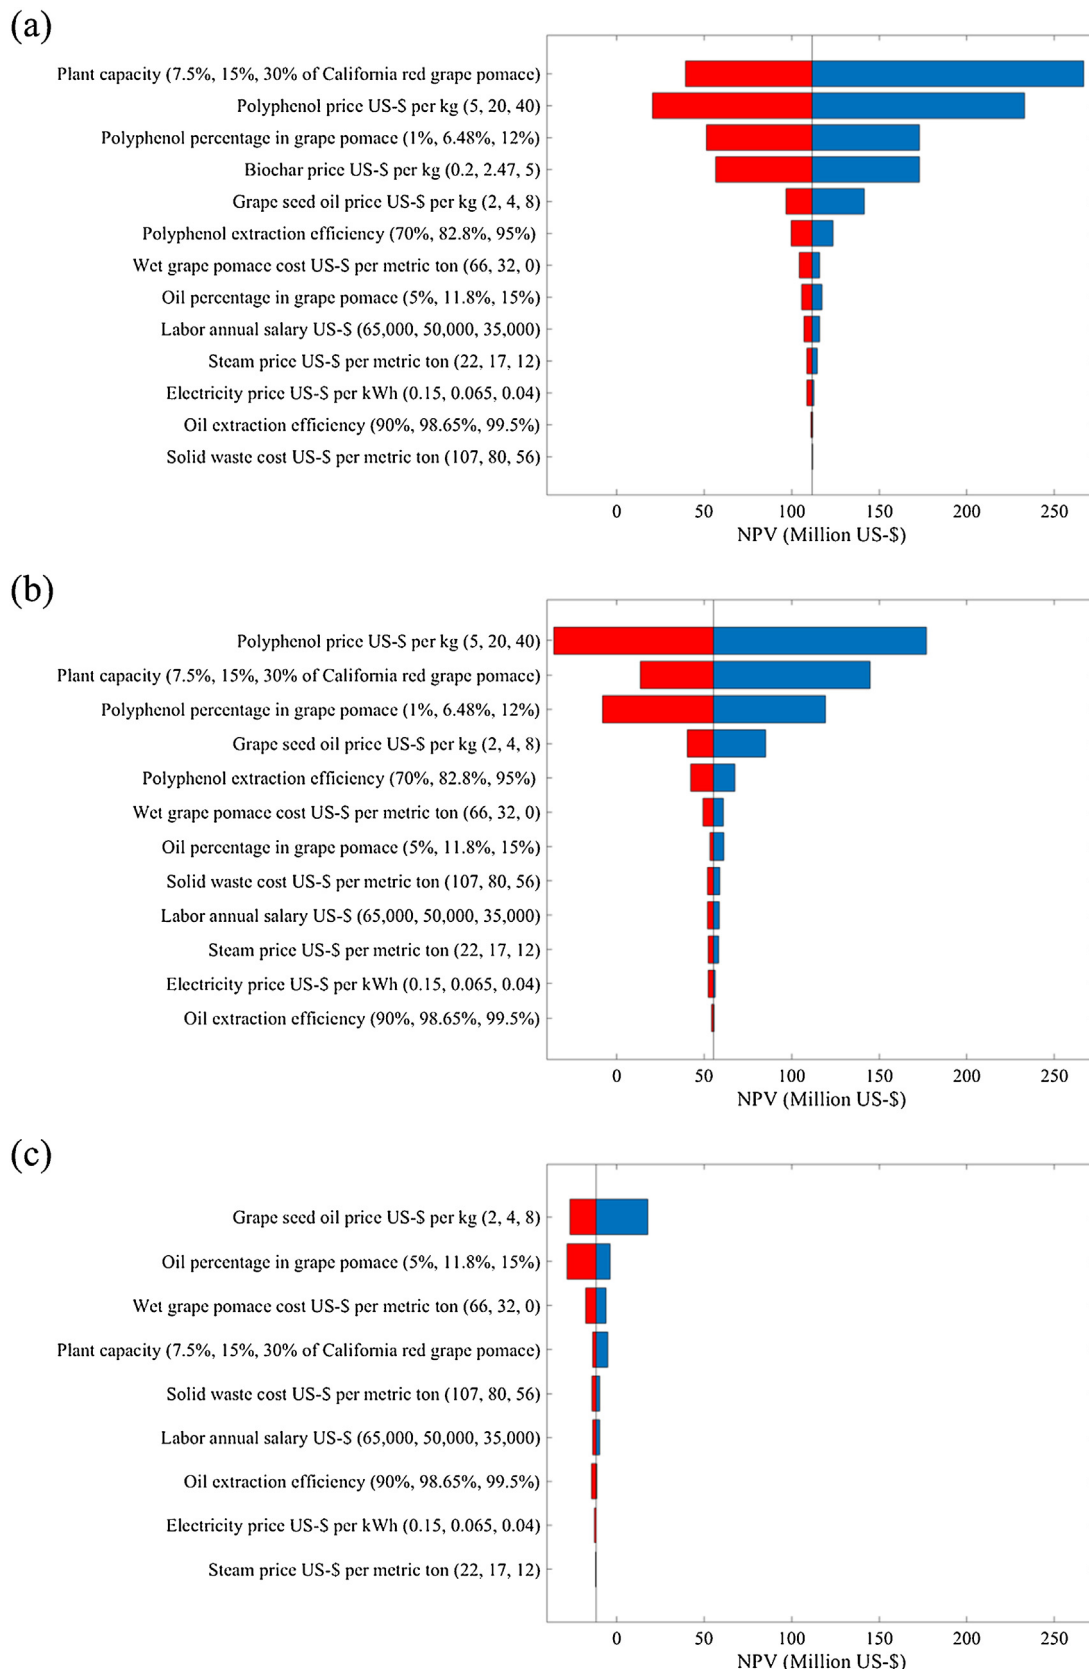 (a)
Plant capacity (7.5%, 15%, 30% of California red grape pomace)
Polyphenol price US-$ per kg (5, 20, 40)
Polyphenol percentage in grape pomace (1%, 6.48%, 12%)
Biochar price US-$ per kg (0.2, 2.47, 5)
Grape seed oil price US-$ per kg (2, 4, 8)
Polyphenol extraction efficiency (70%, 82.8%, 95%)
Wet grape pomace cost US-$ per metric ton (66, 32, 0)
Oil percentage in grape pomace (5%, 11.8%, 15%)
Labor annual salary US-$ (65,000, 50,000, 35,000)
Steam price US-$ per metric ton (22, 17, 12)
Electricity price US-$ per kWh (0.15, 0.065, 0.04)
Oil extraction efficiency (90%, 98.65%, 99.5%)
Solid waste cost US-$ per metric ton (107, 80, 56)
0 50 100 150 200 250
NPV (Million US-$)
(b)
Polyphenol price US-$ per kg (5, 20, 40)
Plant capacity (7.5%, 15%, 30% of California red grape pomace)
Polyphenol percentage in grape pomace (1%, 6.48%, 12%)
Grape seed oil price US-$ per kg (2, 4, 8)
Polyphenol extraction efficiency (70%, 82.8%, 95%)
Wet grape pomace cost US-$ per metric ton (66, 32, 0)
Oil percentage in grape pomace (5%, 11.8%, 15%)
Solid waste cost US-$ per metric ton (107, 80, 56)
Labor annual salary US-$ (65,000, 50,000, 35,000)
Steam price US-$ per metric ton (22, 17, 12)
Electricity price US-$ per kWh (0.15, 0.065, 0.04)
Oil extraction efficiency (90%, 98.65%, 99.5%)
0 50 100 150 200 250
NPV (Million US-$)
(c)
Grape seed oil price US-$ per kg (2, 4, 8)
Oil percentage in grape pomace (5%, 11.8%, 15%)
Wet grape pomace cost US-$ per metric ton (66, 32, 0)
Plant capacity (7.5%, 15%, 30% of California red grape pomace)
Solid waste cost US-$ per metric ton (107, 80, 56)
Labor annual salary US-$ (65,000, 50,000, 35,000)
Oil extraction efficiency (90%, 98.65%, 99.5%)
Electricity price US-$ per kWh (0.15, 0.065, 0.04)
Steam price US-$ per metric ton (22, 17, 12)
0 50 100 150 200 250
NPV (Million US-$)